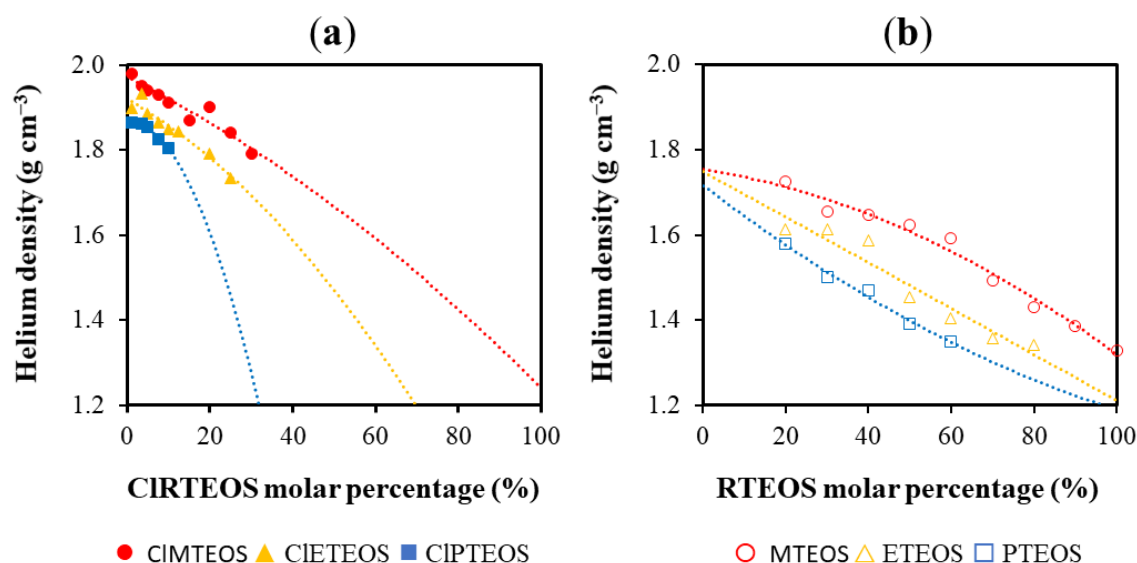 (a)
Helium density (g cm⁻³)
2.0
1.8
1.6
1.4
1.2
0 20 40 60 80 100
ClRTEOS molar percentage (%)
ClMTEOS ClETEOS ClPTEOS
(b)
Helium density (g cm⁻³)
2.0
1.8
1.6
1.4
1.2
0 20 40 60 80 100
RTEOS molar percentage (%)
MTEOS ETEOS PTEOS